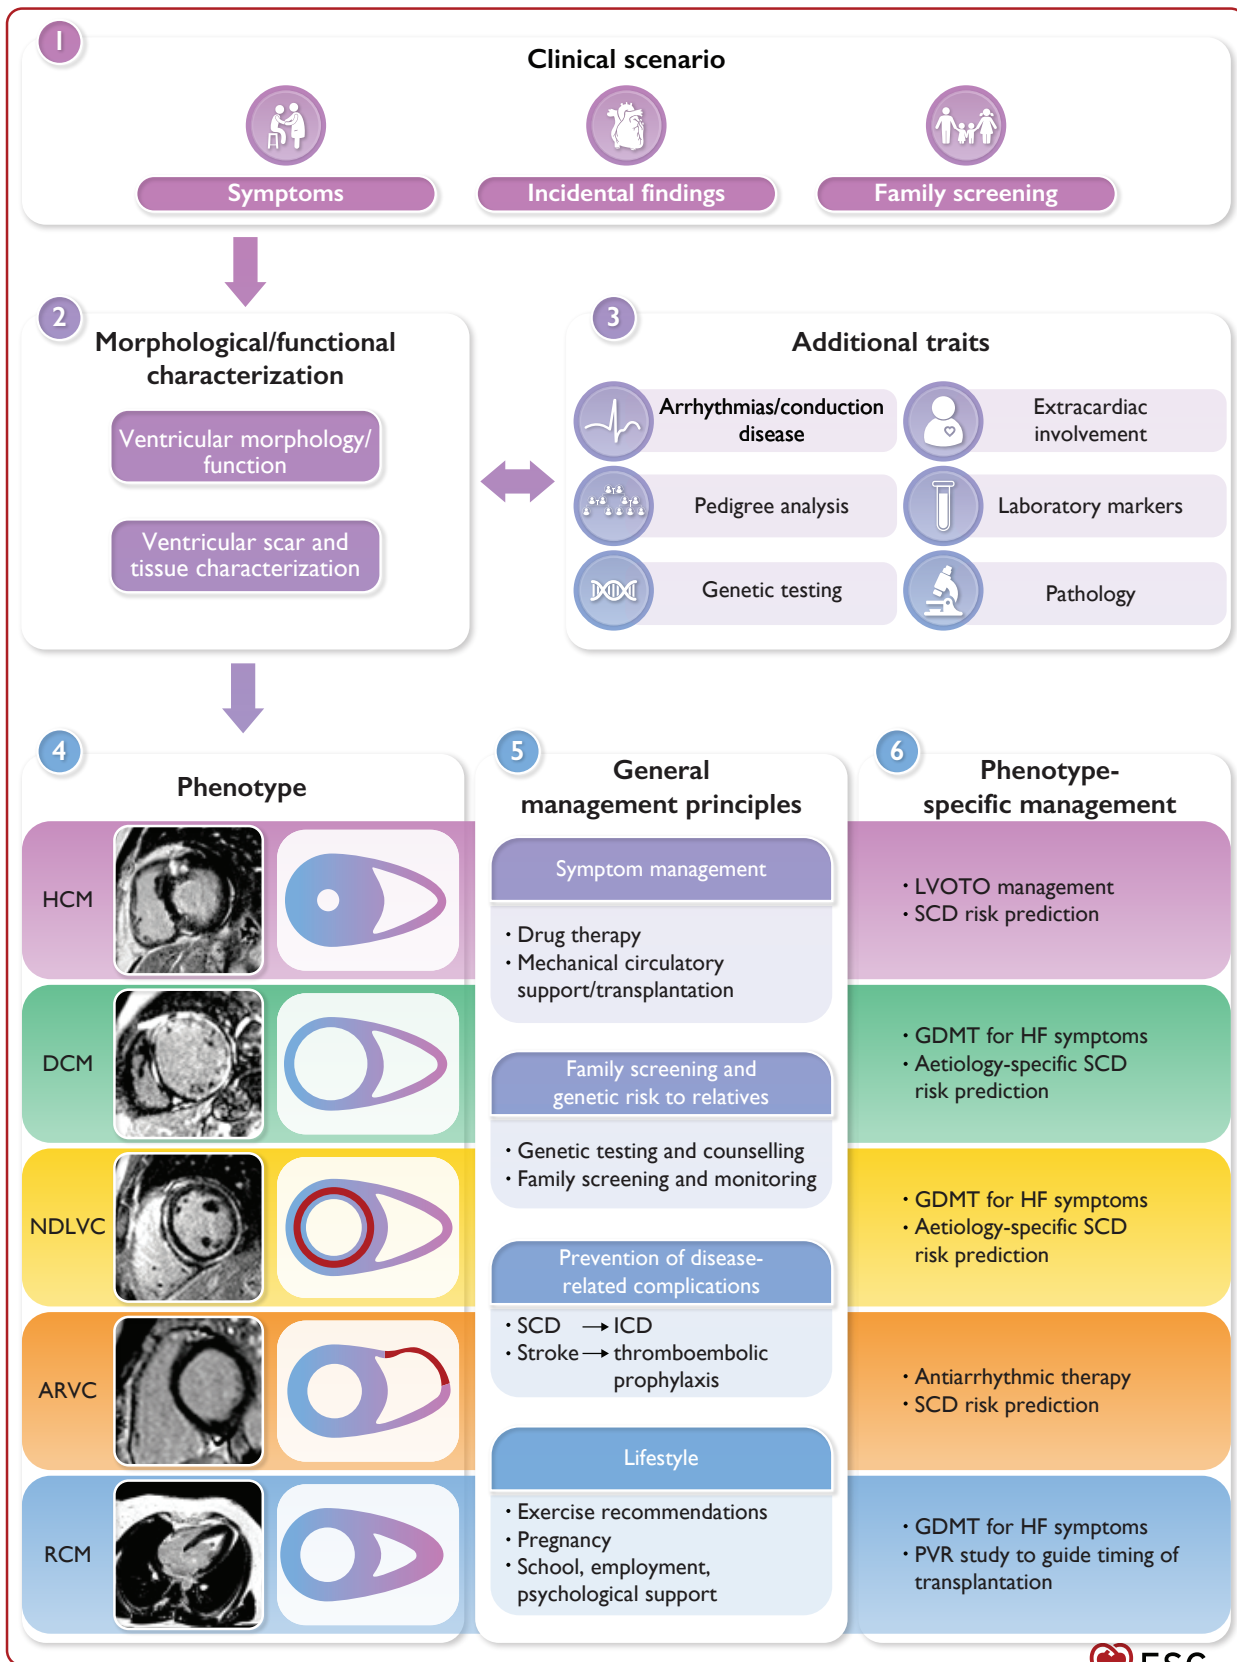 1
Clinical scenario
Symptoms
Incidental findings
Family screening
2
Morphological/functional
characterization
Ventricular morphology/
function
Ventricular scar and
tissue characterization
3
Additional traits
Arrhythmias/conduction
disease
Extracardiac
involvement
Pedigree analysis
Laboratory markers
Genetic testing
Pathology
4
Phenotype
HCM
DCM
NDLVC
ARVC
RCM
5
General
management principles
Symptom management
· Drug therapy
· Mechanical circulatory
support/transplantation
Family screening and
genetic risk to relatives
· Genetic testing and counselling
· Family screening and monitoring
Prevention of disease-
related complications
· SCD → ICD
· Stroke → thromboembolic
prophylaxis
Lifestyle
· Exercise recommendations
· Pregnancy
· School, employment,
psychological support
6
Phenotype-
specific management
· LVOTO management
· SCD risk prediction
· GDMT for HF symptoms
· Aetiology-specific SCD
risk prediction
· GDMT for HF symptoms
· Aetiology-specific SCD
risk prediction
· Antiarrhythmic therapy
· SCD risk prediction
· GDMT for HF symptoms
· PVR study to guide timing of
transplantation
ESC